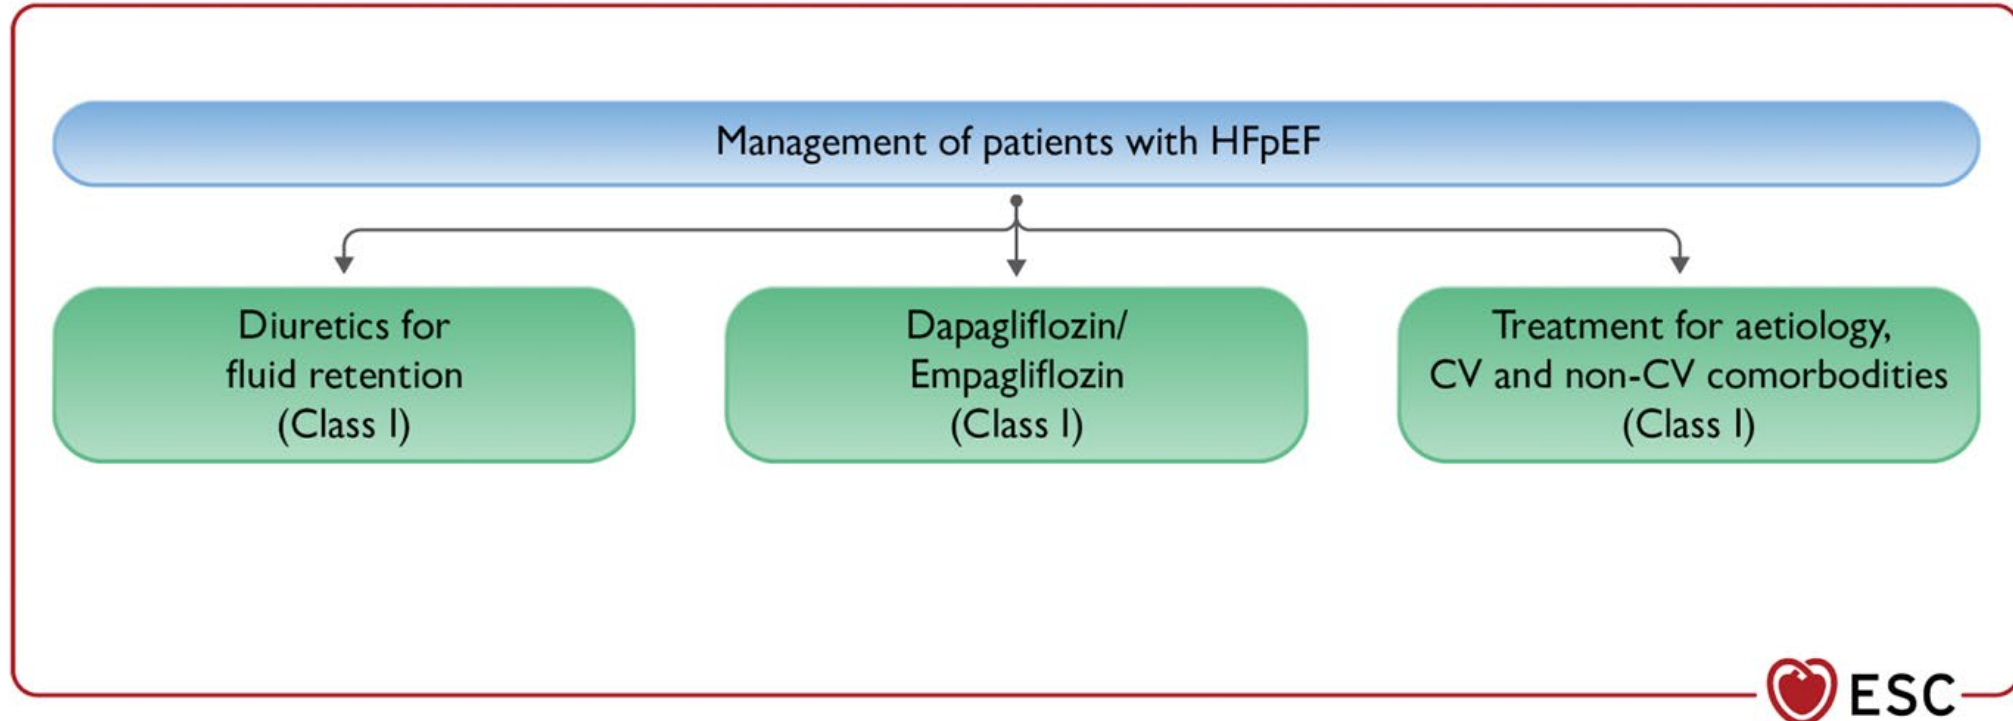 Management of patients with HFpEF
Diuretics for
fluid retention
(Class I)
Dapagliflozin/
Empagliflozin
(Class I)
Treatment for aetiology,
CV and non-CV comorbodities
(Class I)
ESC